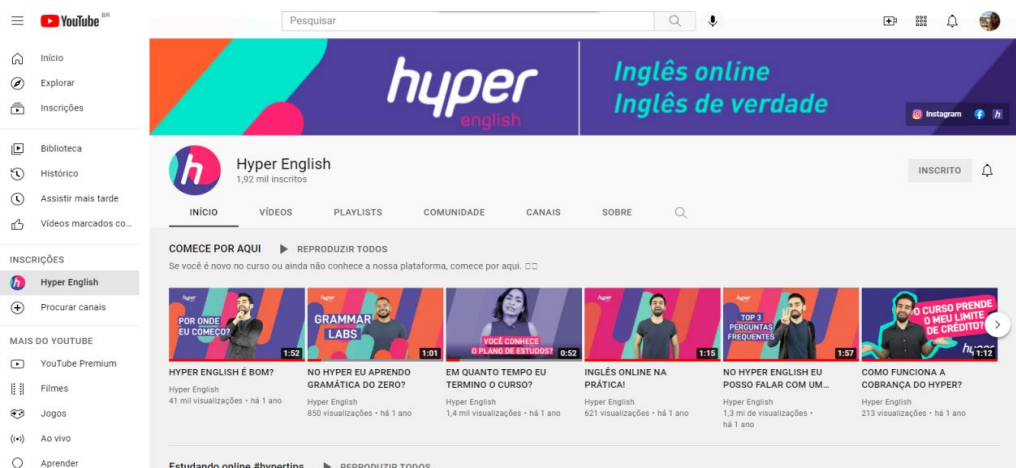 YouTube BR
Pesquisar
Início
Explorar
Inscrições
Biblioteca
Histórico
Assistir mais tarde
Vídeos marcados co...
INSCRIÇÕES
Hyper English
Procurar canais
MAIS DO YOUTUBE
YouTube Premium
Filmes
Jogos
Ao vivo
Aprender
hyper
english
Inglês online
Inglês de verdade
Instagram
h
h
Hyper English
1,92 mil inscritos
INSCRITO
INÍCIO VÍDEOS PLAYLISTS COMUNIDADE CANAIS SOBRE
COMECE POR AQUI REPRODUZIR TODOS
Se você é novo no curso ou ainda não conhece a nossa plataforma, comece por aqui.
hyper
POR ONDE
EU COMEÇO?
1:52
HYPER ENGLISH É BOM?
Hyper English
41 mil visualizações • há 1 ano
hyper
GRAMMAR
LABS
1:01
NO HYPER EU APRENDO
GRAMÁTICA DO ZERO?
Hyper English
850 visualizações • há 1 ano
VOCÊ CONHECE
O PLANO DE ESTUDOS?
0:52
EM QUANTO TEMPO EU
TERMINO O CURSO?
Hyper English
1,4 mil visualizações • há 1 ano
hyper
1:15
INGLÊS ONLINE NA
PRÁTICA!
Hyper English
621 visualizações • há 1 ano
hyper
TOP 3
PERGUNTAS
FREQUENTES
1:57
NO HYPER ENGLISH EU
POSSO FALAR COM UM...
Hyper English
1,3 mi de visualizações •
há 1 ano
O CURSO PRENDE
O MEU LIMITE
DE CRÉDITO?
1:12
COMO FUNCIONA A
COBRANÇA DO HYPER?
Hyper English
213 visualizações • há 1 ano
Estudando online #hypertips REPRODUZIR TODOS